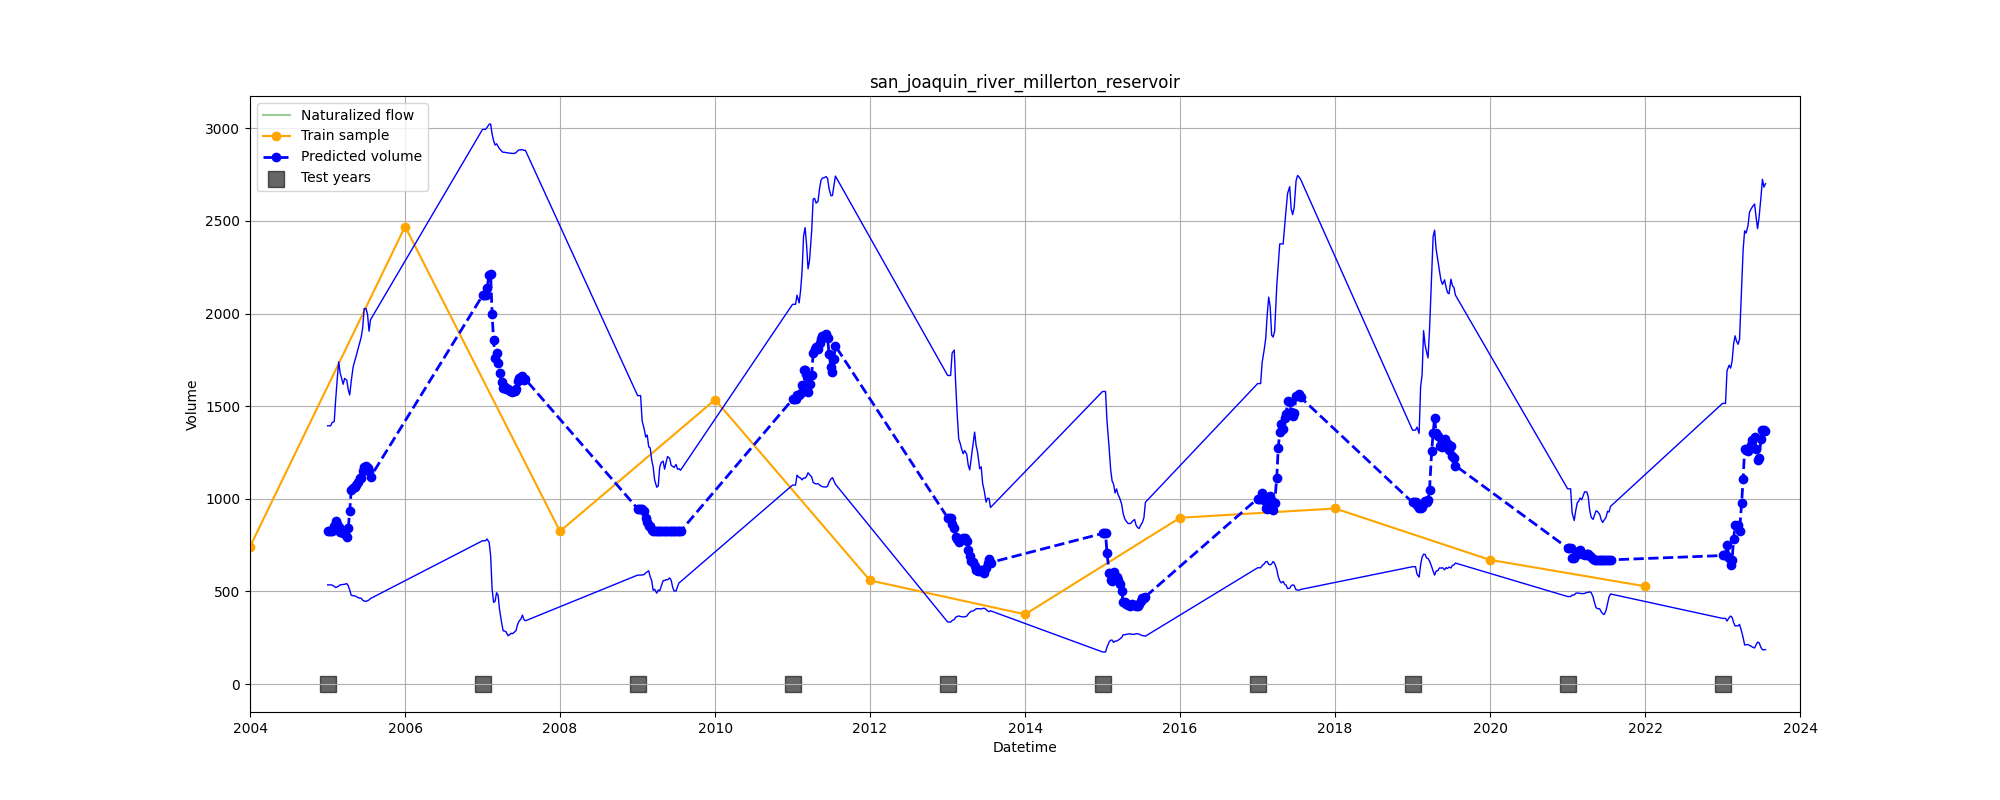 san_joaquin_river_millerton_reservoir
Naturalized flow
Train sample
Predicted volume
Test years
3000
2500
2000
1500
1000
500
0
Volume
2004 2006 2008 2010 2012 2014 2016 2018 2020 2022 2024
Datetime